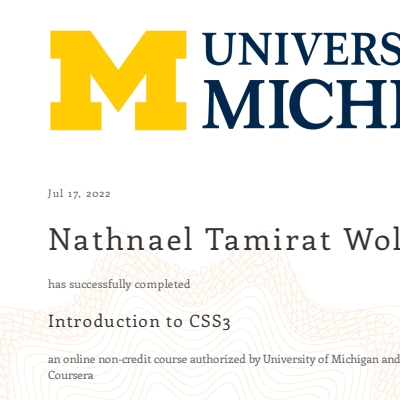 M UNIVERS
MICHI
Jul 17, 2022
Nathnael Tamirat Wol
has successfully completed
Introduction to CSS3
an online non-credit course authorized by University of Michigan and
Coursera